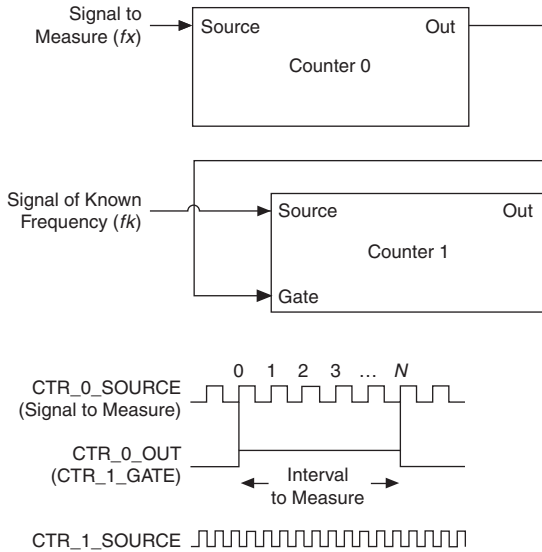 Signal to
Measure (fx)
Source
Out
Counter 0
Signal of Known
Frequency (fk)
Source
Out
Counter 1
Gate
0 1 2 3 … N
CTR_0_SOURCE
(Signal to Measure)
CTR_0_OUT
(CTR_1_GATE)
Interval
to Measure
CTR_1_SOURCE